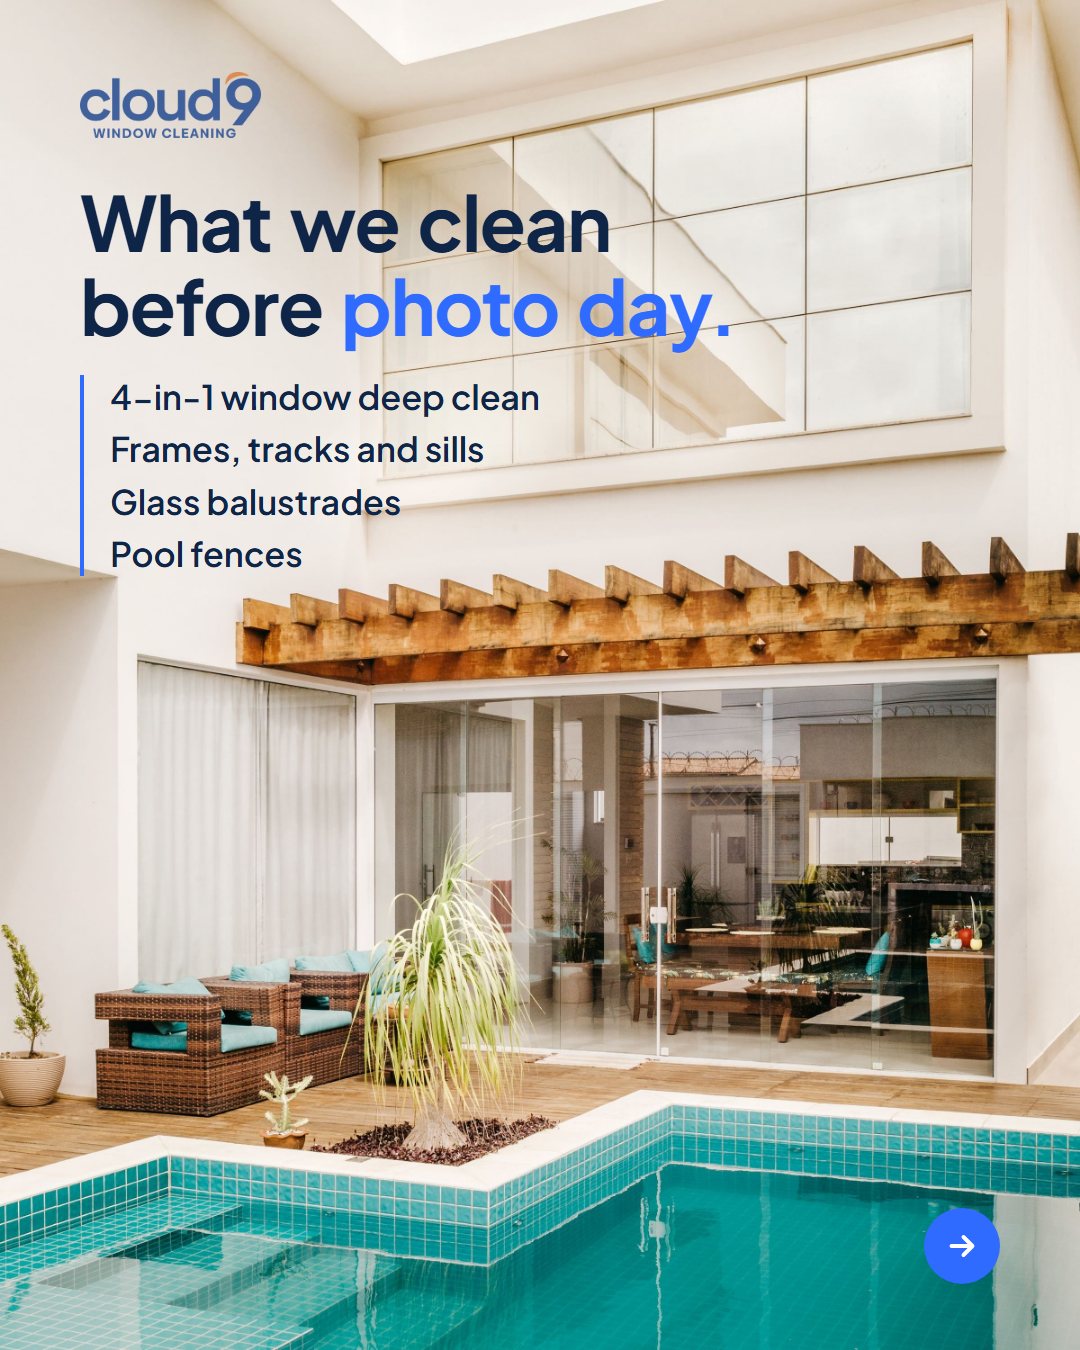 cloud9
WINDOW CLEANING
What we clean
before photo day.
4-in-1 window deep clean
Frames, tracks and sills
Glass balustrades
Pool fences